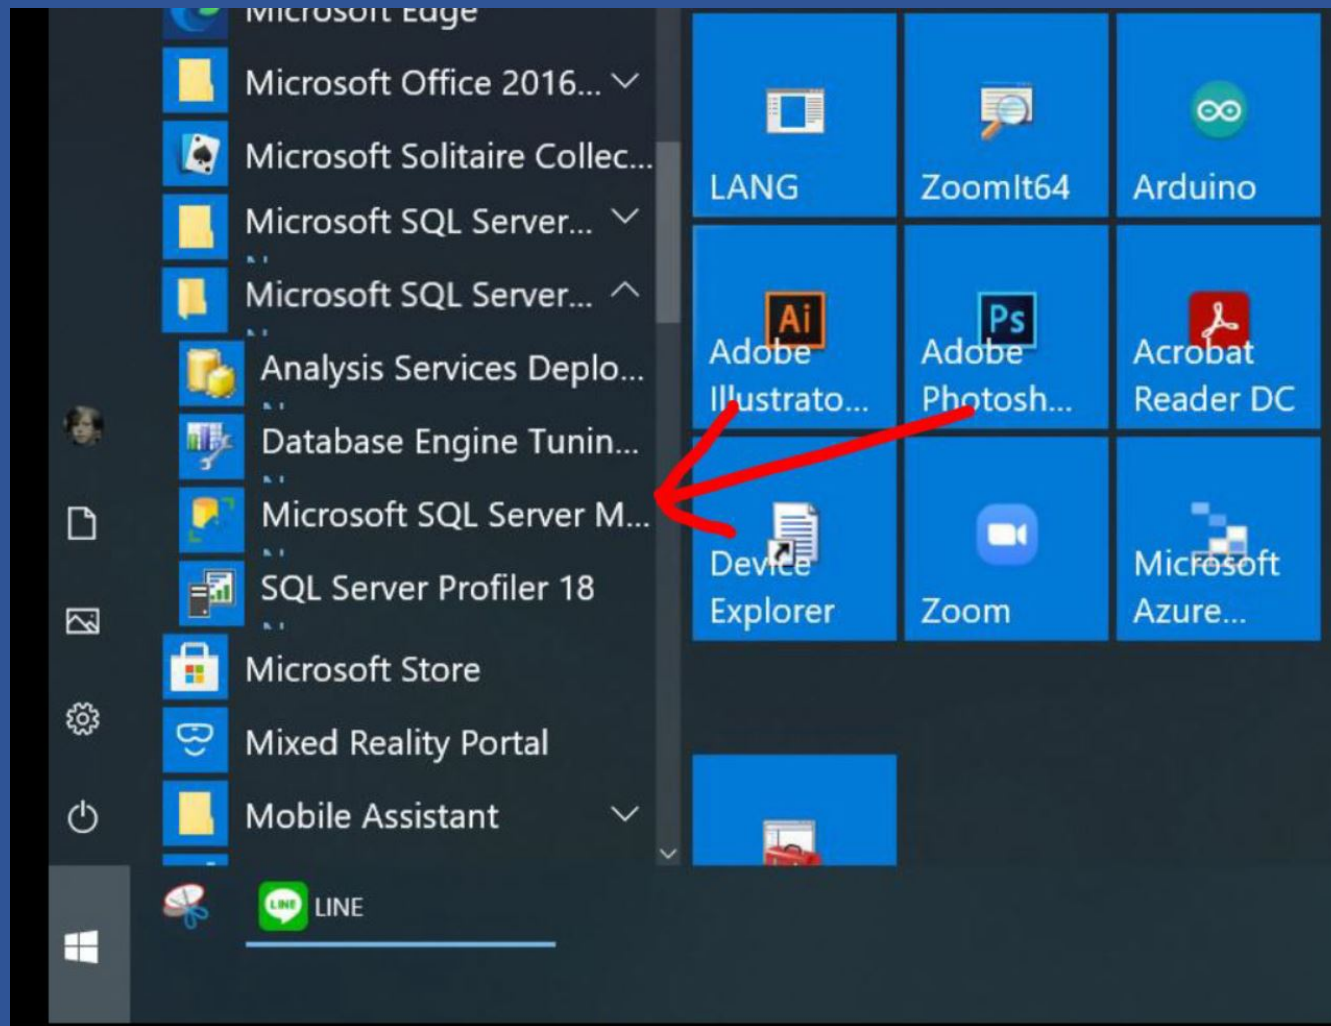 Microsoft Edge
Microsoft Office 2016...
Microsoft Solitaire Collec...
Microsoft SQL Server...
Microsoft SQL Server...
Analysis Services Deplo...
Database Engine Tunin...
Microsoft SQL Server M...
SQL Server Profiler 18
Microsoft Store
Mixed Reality Portal
Mobile Assistant
LANG
ZoomIt64
Arduino
Ai
Adobe
Illustrato...
Ps
Adobe
Photosh...
Acrobat
Reader DC
Device
Explorer
Zoom
Microsoft
Azure...
LINE
LINE